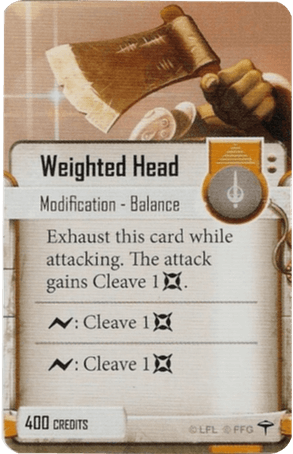 Weighted Head
Modification - Balance
Exhaust this card while
attacking. The attack
gains Cleave 1 .
: Cleave 1
: Cleave 1
400 CREDITS
© LFL © FFG